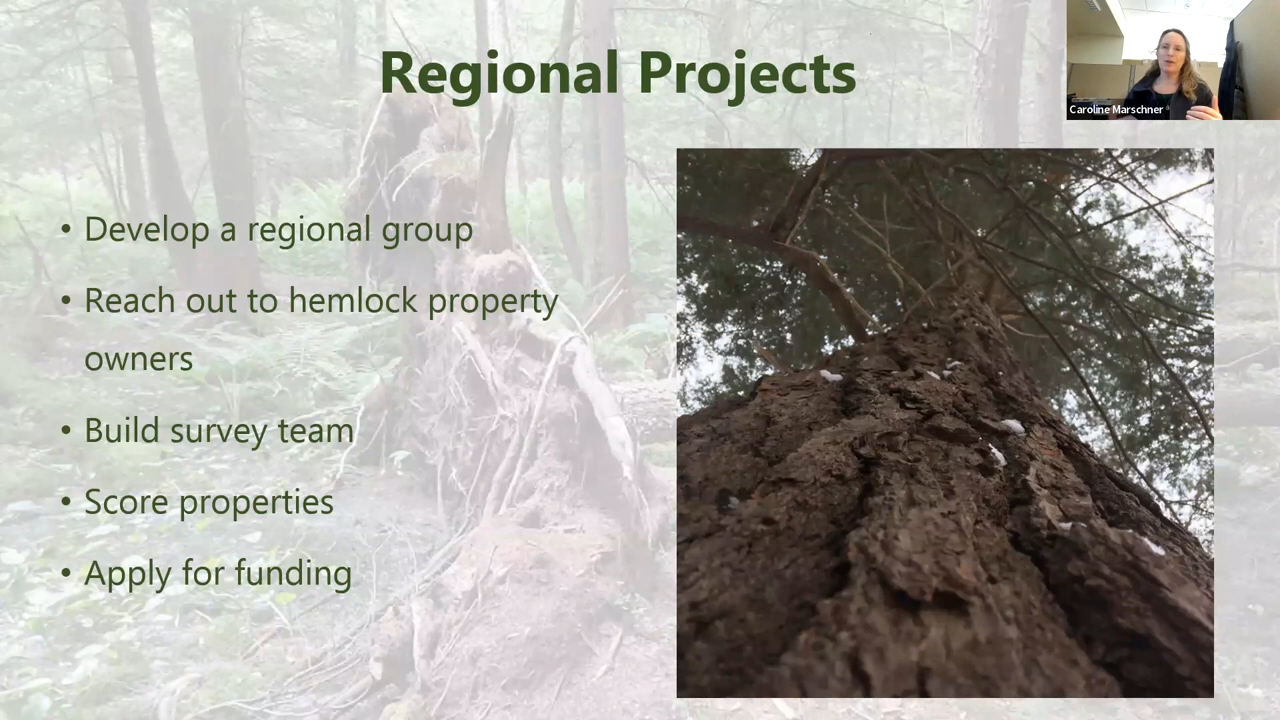 Regional Projects
Caroline Marschner
• Develop a regional group
• Reach out to hemlock property
owners
• Build survey team
• Score properties
• Apply for funding